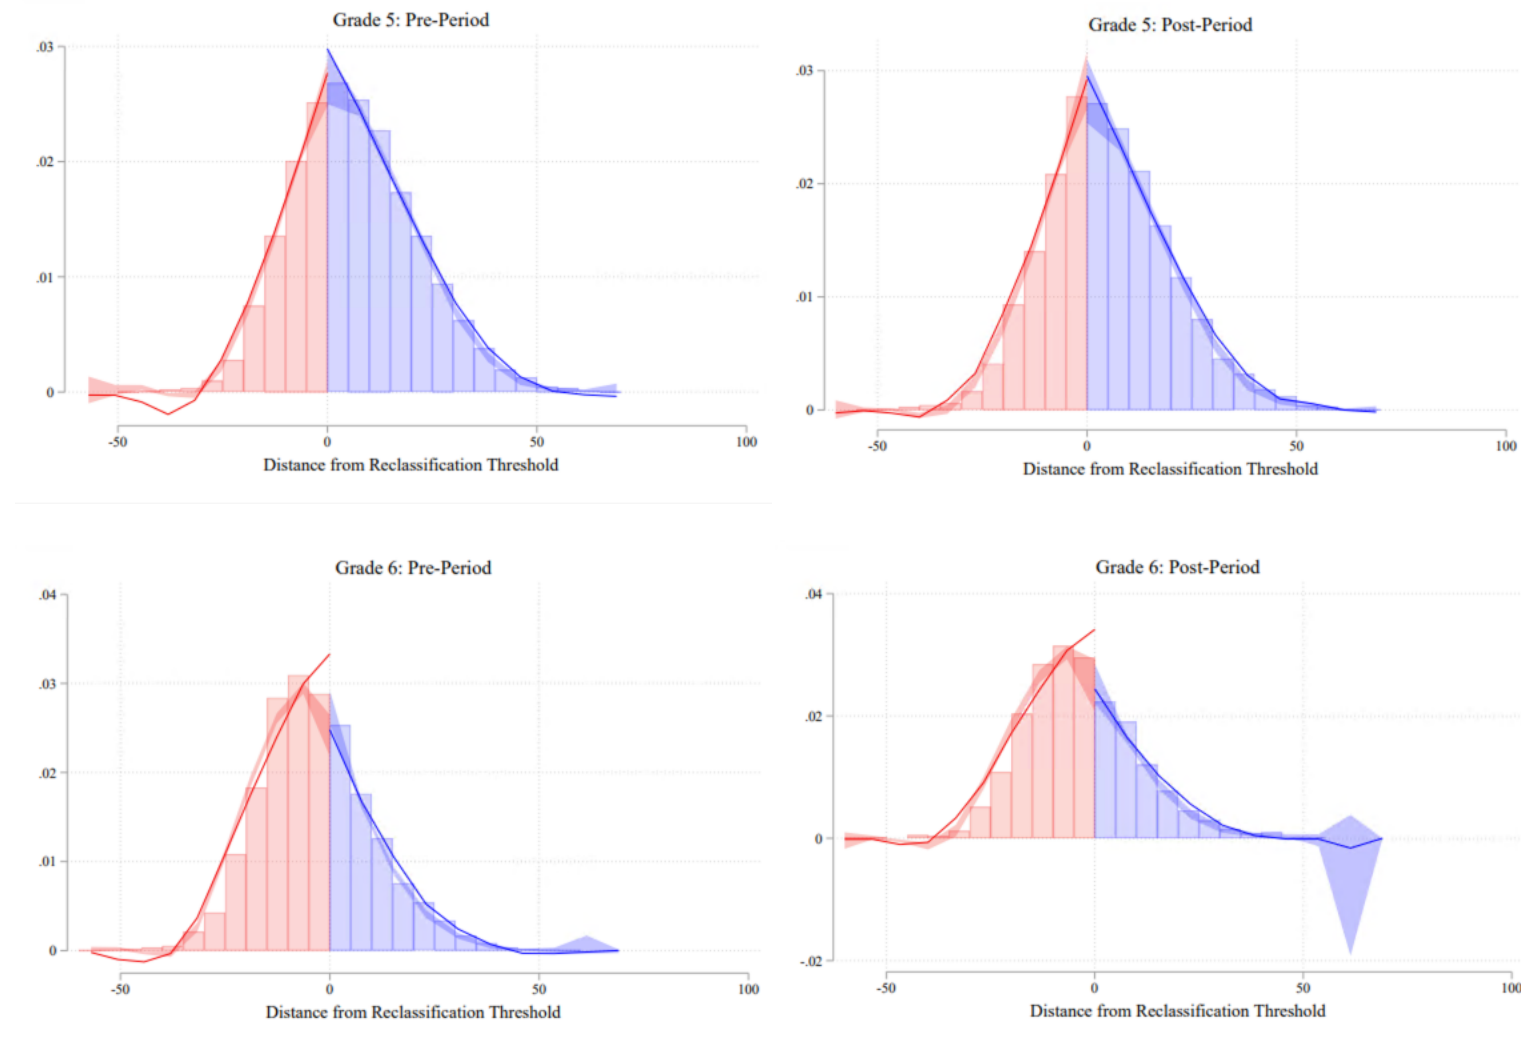 Grade 5: Pre-Period
.03
.02
.01
0
-50 0 50 100
Distance from Reclassification Threshold
Grade 5: Post-Period
.03
.02
.01
0
-50 0 50 100
Distance from Reclassification Threshold
Grade 6: Pre-Period
.04
.03
.02
.01
0
-50 0 50 100
Distance from Reclassification Threshold
Grade 6: Post-Period
.04
.02
0
-.02
-50 0 50 100
Distance from Reclassification Threshold